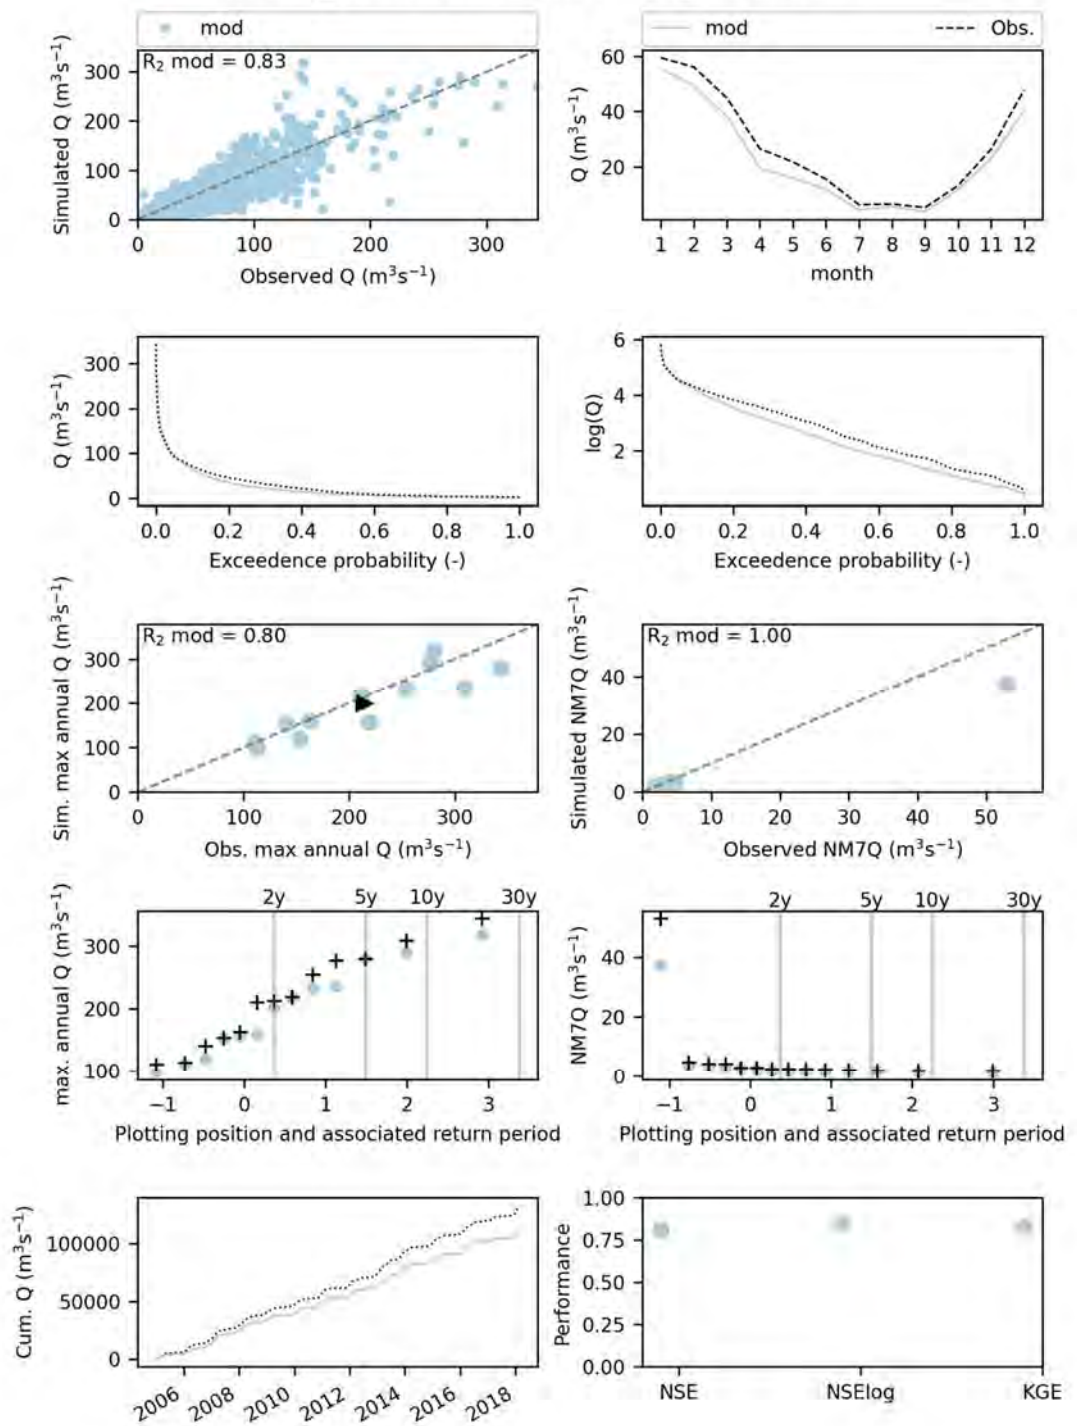 mod
Simulated Q (m³s⁻¹)
R₂ mod = 0.83
300
200
100
0
0 100 200 300
Observed Q (m³s⁻¹)
mod Obs.
Q (m³s⁻¹)
60
40
20
1 2 3 4 5 6 7 8 9 10 11 12
month
Q (m³s⁻¹)
300
200
100
0
0.0 0.2 0.4 0.6 0.8 1.0
Exceedence probability (-)
log(Q)
6
4
2
0.0 0.2 0.4 0.6 0.8 1.0
Exceedence probability (-)
Sim. max annual Q (m³s⁻¹)
R₂ mod = 0.80
300
200
100
0
0 100 200 300
Obs. max annual Q (m³s⁻¹)
Simulated NM7Q (m³s⁻¹)
R₂ mod = 1.00
40
20
0
0 10 20 30 40 50
Observed NM7Q (m³s⁻¹)
max. annual Q (m³s⁻¹)
2y 5y 10y 30y
300
200
100
−1 0 1 2 3
Plotting position and associated return period
NM7Q (m³s⁻¹)
2y 5y 10y 30y
40
20
0
−1 0 1 2 3
Plotting position and associated return period
Cum. Q (m³s⁻¹)
100000
50000
0
2006 2008 2010 2012 2014 2016 2018
Performance
1.00
0.75
0.50
0.25
0.00
NSE NSElog KGE